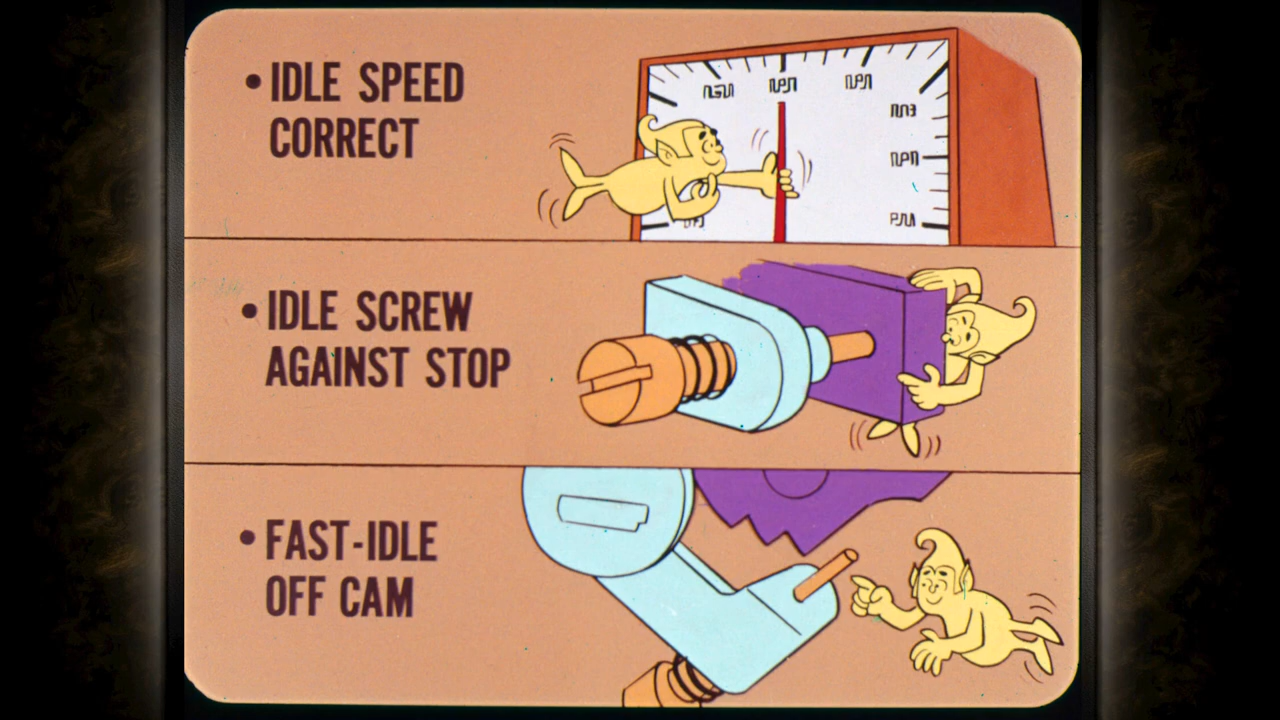 • IDLE SPEED
CORRECT
• IDLE SCREW
AGAINST STOP
• FAST-IDLE
OFF CAM